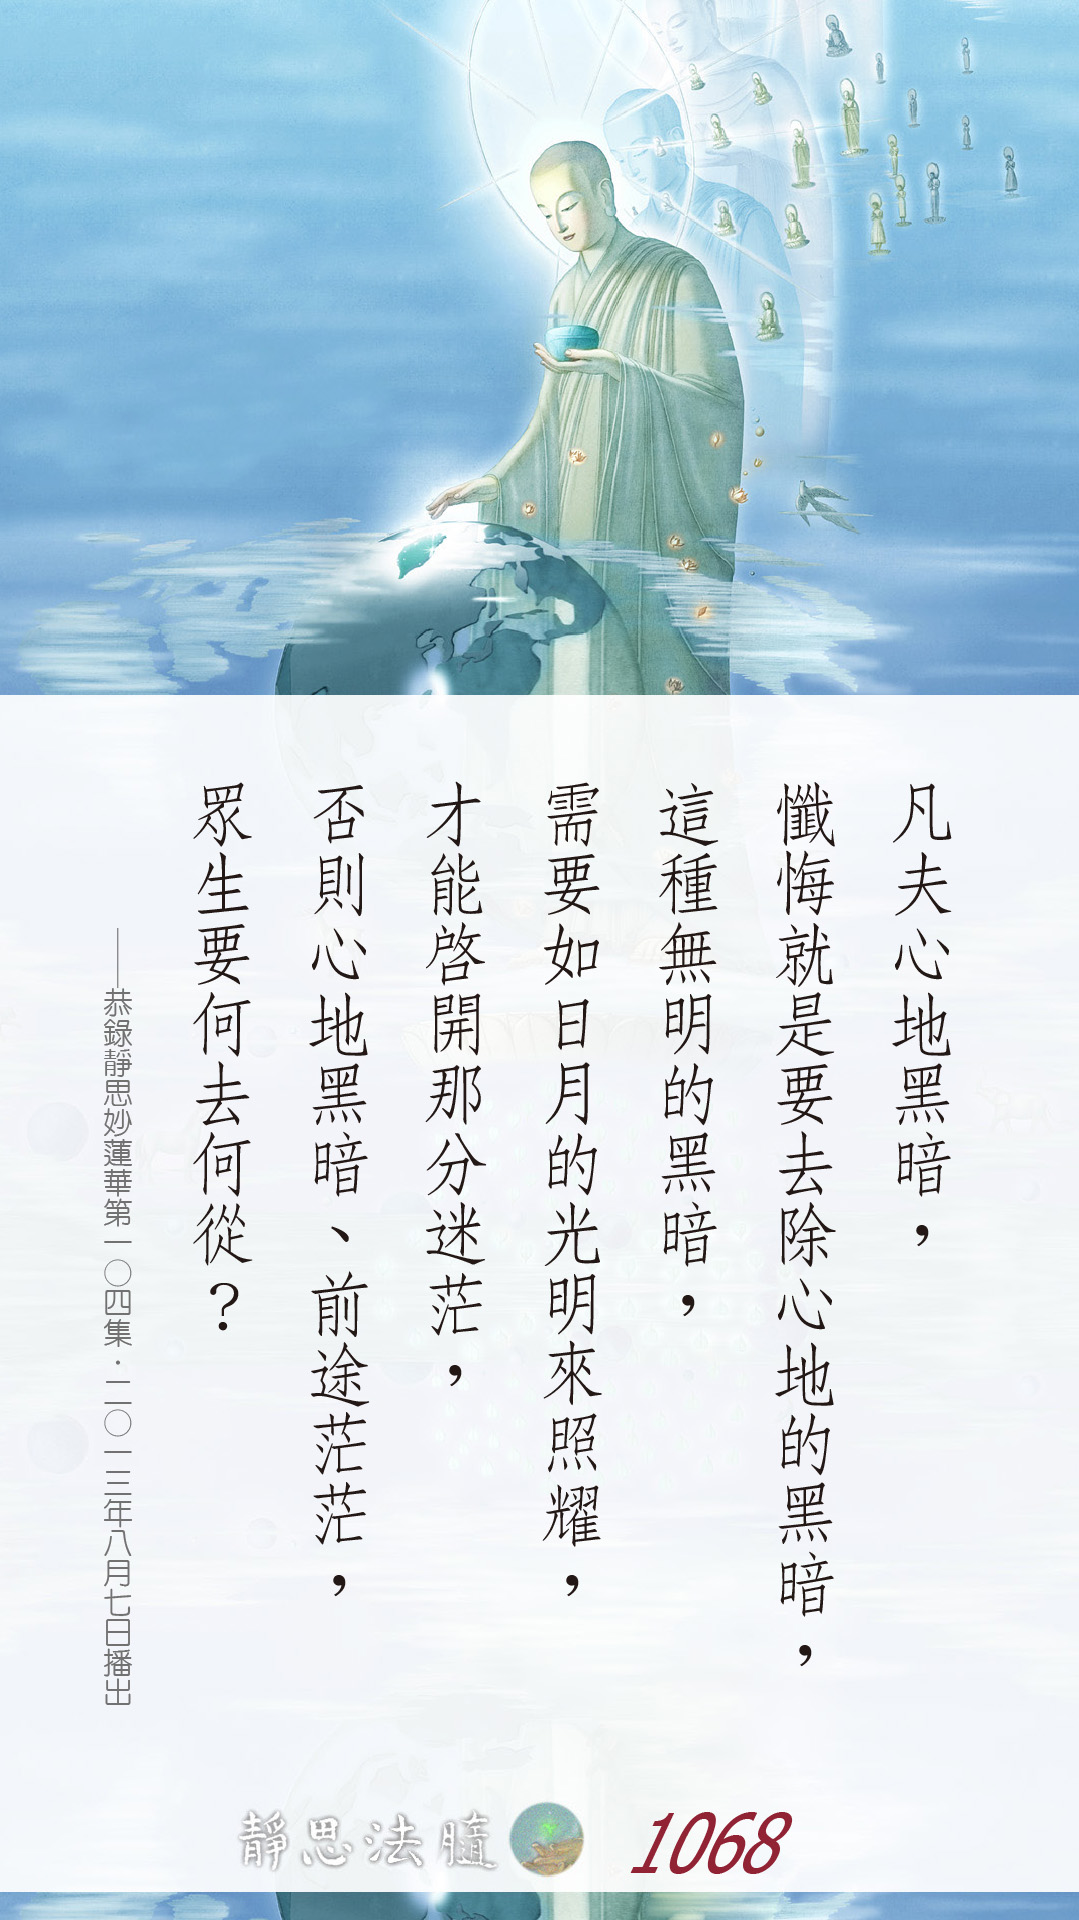 凡夫心地黑暗，
懺悔就是要去除心地的黑暗，
這種無明的黑暗，
需要如日月的光明來照耀，
才能啓開那分迷茫，
否則心地黑暗、前途茫茫，
眾生要何去何從？
——恭錄靜思妙蓮華第一〇四集．二〇一三年八月七日播出
靜思法髓 1068